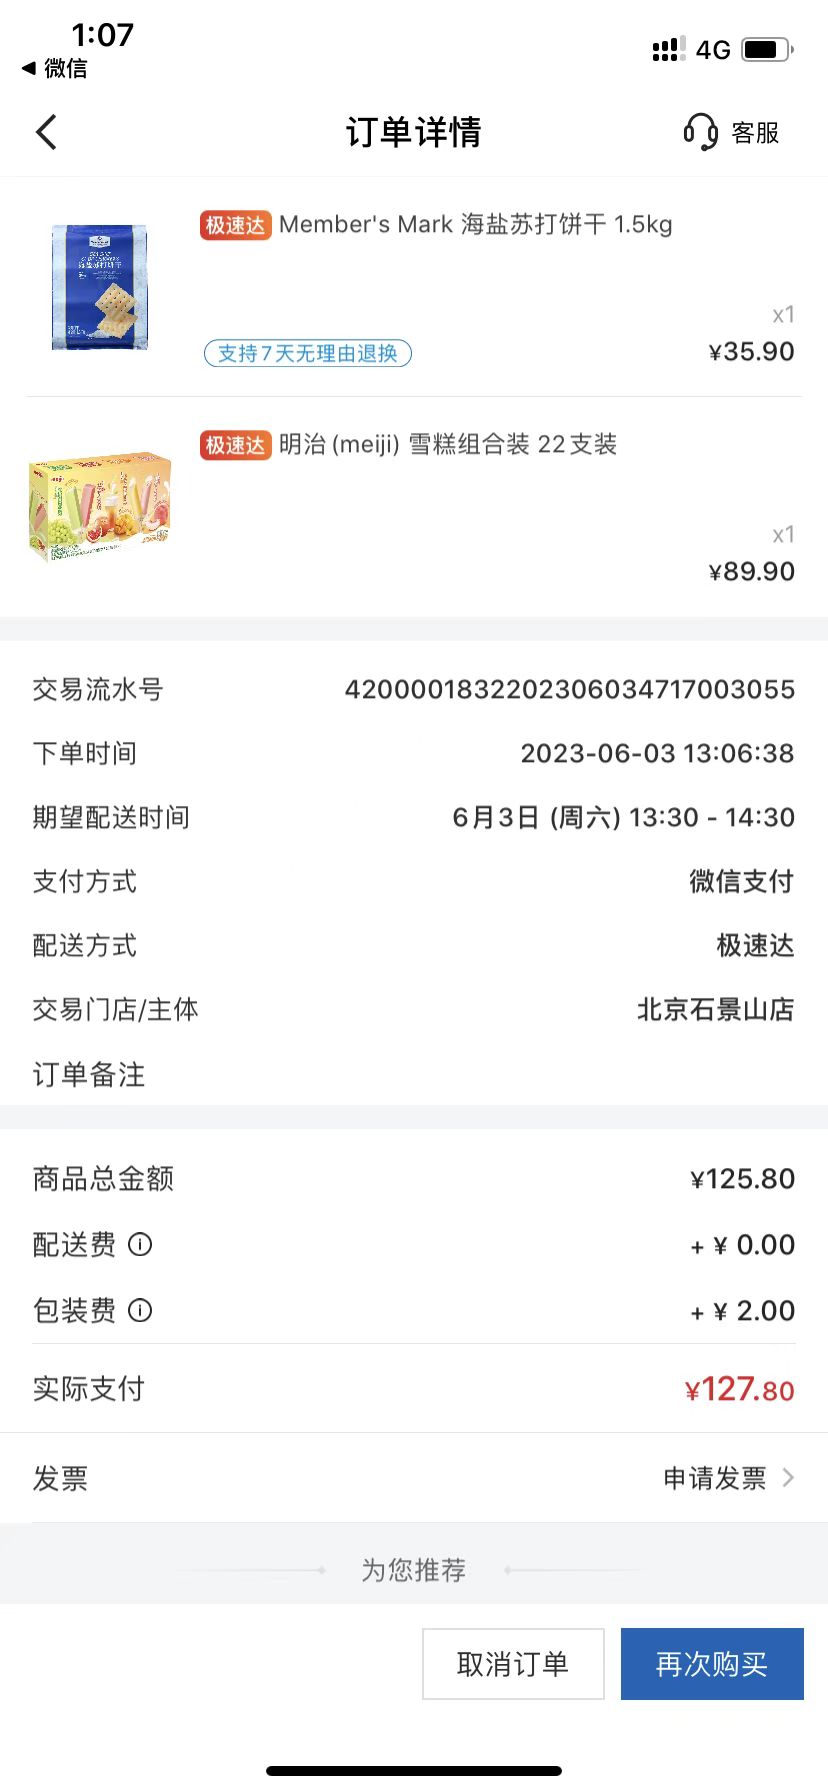 1:07
4G
◀ 微信
订单详情
客服
极速达 Member's Mark 海盐苏打饼干 1.5kg
海盐苏打饼干
x1
支持7天无理由退换
¥35.90
极速达 明治(meiji) 雪糕组合装 22支装
x1
¥89.90
交易流水号 4200001832202306034717003055
下单时间 2023-06-03 13:06:38
期望配送时间 6月3日 (周六) 13:30 - 14:30
支付方式 微信支付
配送方式 极速达
交易门店/主体 北京石景山店
订单备注
商品总金额 ¥125.80
配送费 + ¥ 0.00
包装费 + ¥ 2.00
实际支付 ¥127.80
发票 申请发票
为您推荐
取消订单
再次购买